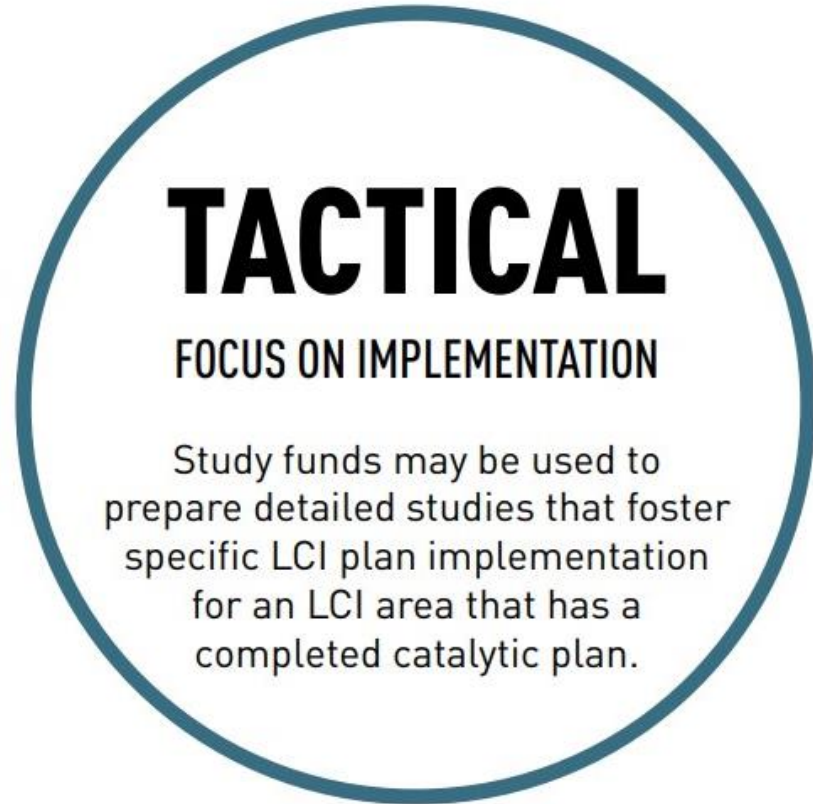 TACTICAL
FOCUS ON IMPLEMENTATION
Study funds may be used to
prepare detailed studies that foster
specific LCI plan implementation
for an LCI area that has a
completed catalytic plan.